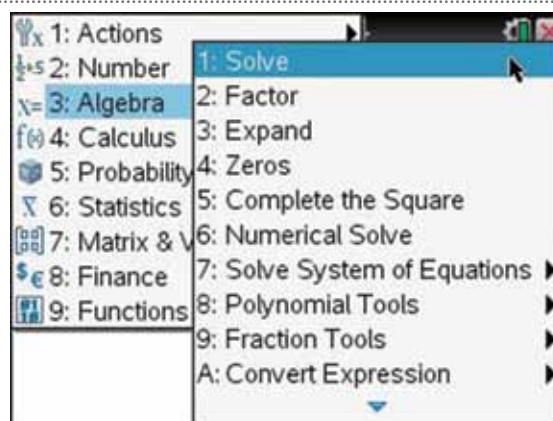 1: Actions
2: Number
3: Algebra
4: Calculus
5: Probability
6: Statistics
7: Matrix & V
8: Finance
9: Functions
1: Solve
2: Factor
3: Expand
4: Zeros
5: Complete the Square
6: Numerical Solve
7: Solve System of Equations
8: Polynomial Tools
9: Fraction Tools
A: Convert Expression